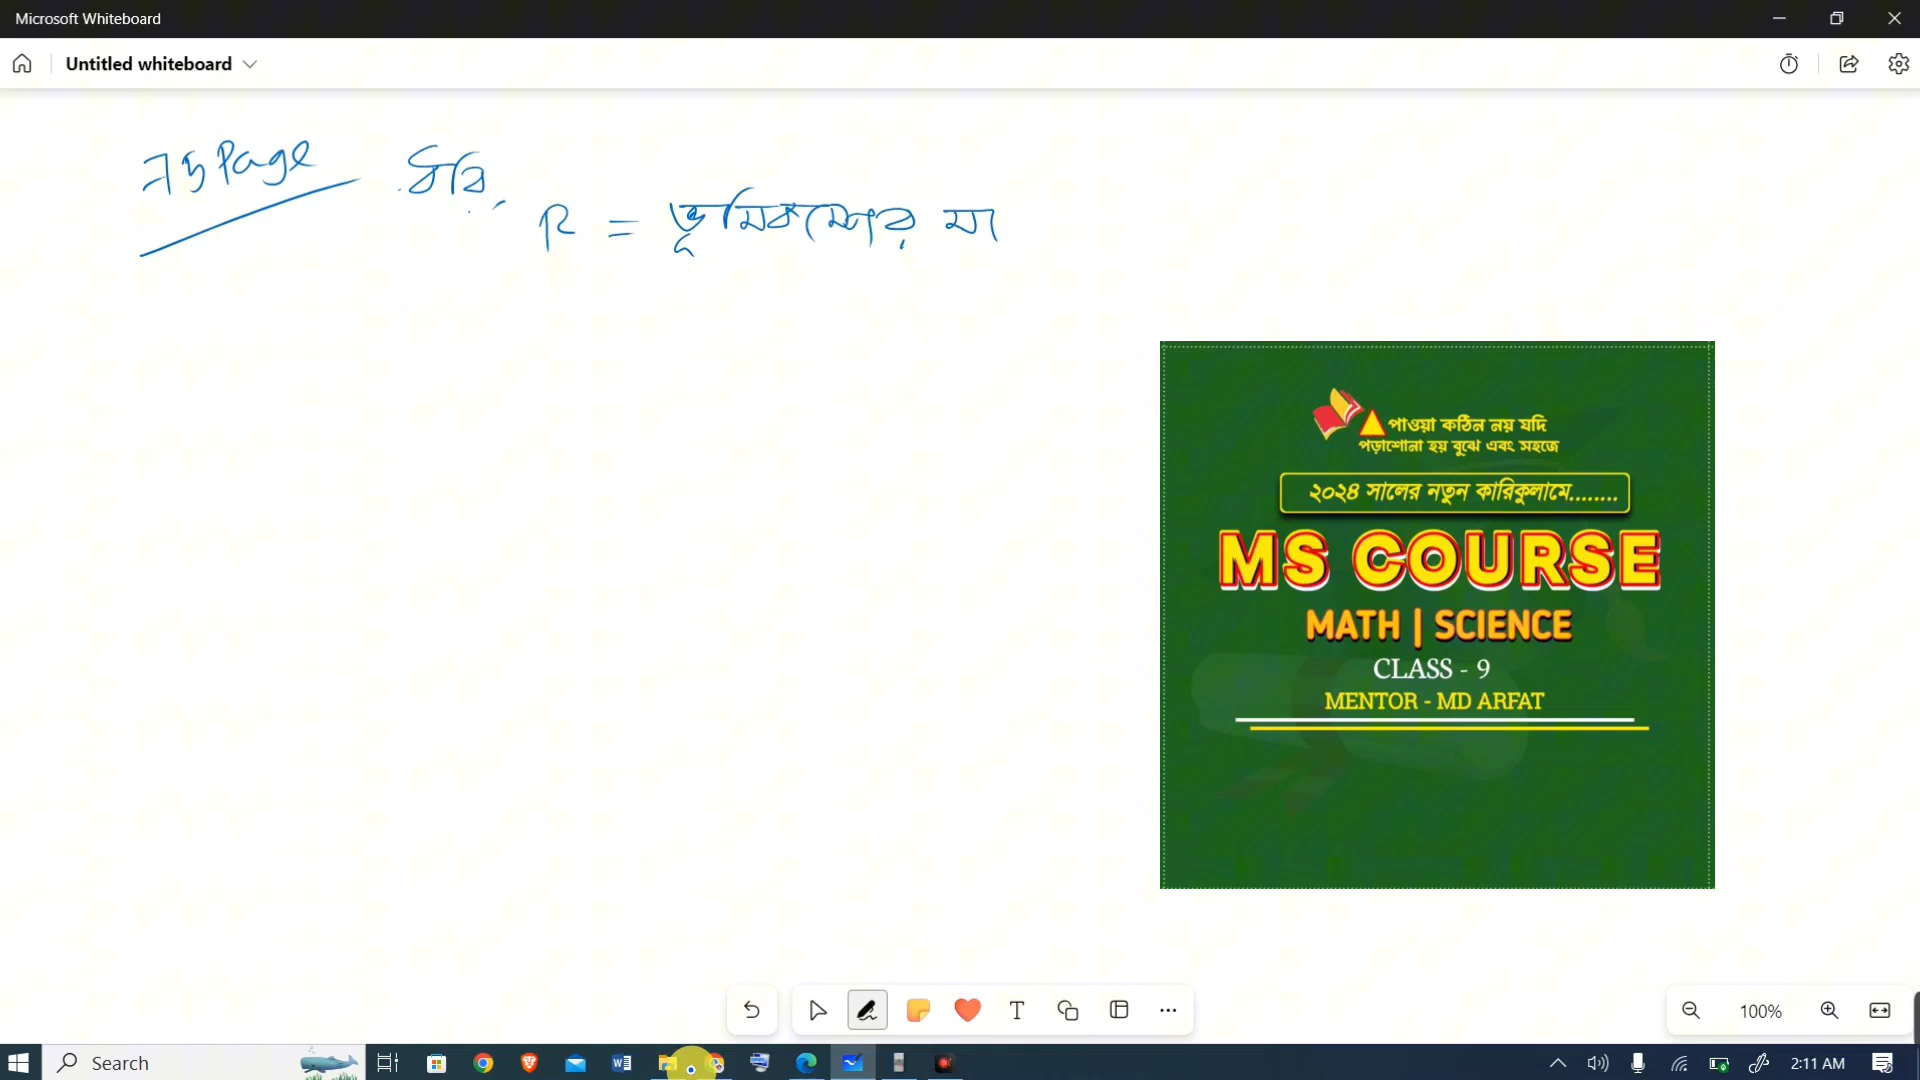 Microsoft Whiteboard
Untitled whiteboard
75 Page ধরি,
R = ভূমিকম্পের মা
পাওয়া কঠিন নয় যদি
পড়াশোনা হয় বুঝে এবং সহজে
২০২৪ সালের নতুন কারিকুলামে........
MS COURSE
MATH | SCIENCE
CLASS - 9
MENTOR - MD ARFAT
100%
Search
2:11 AM